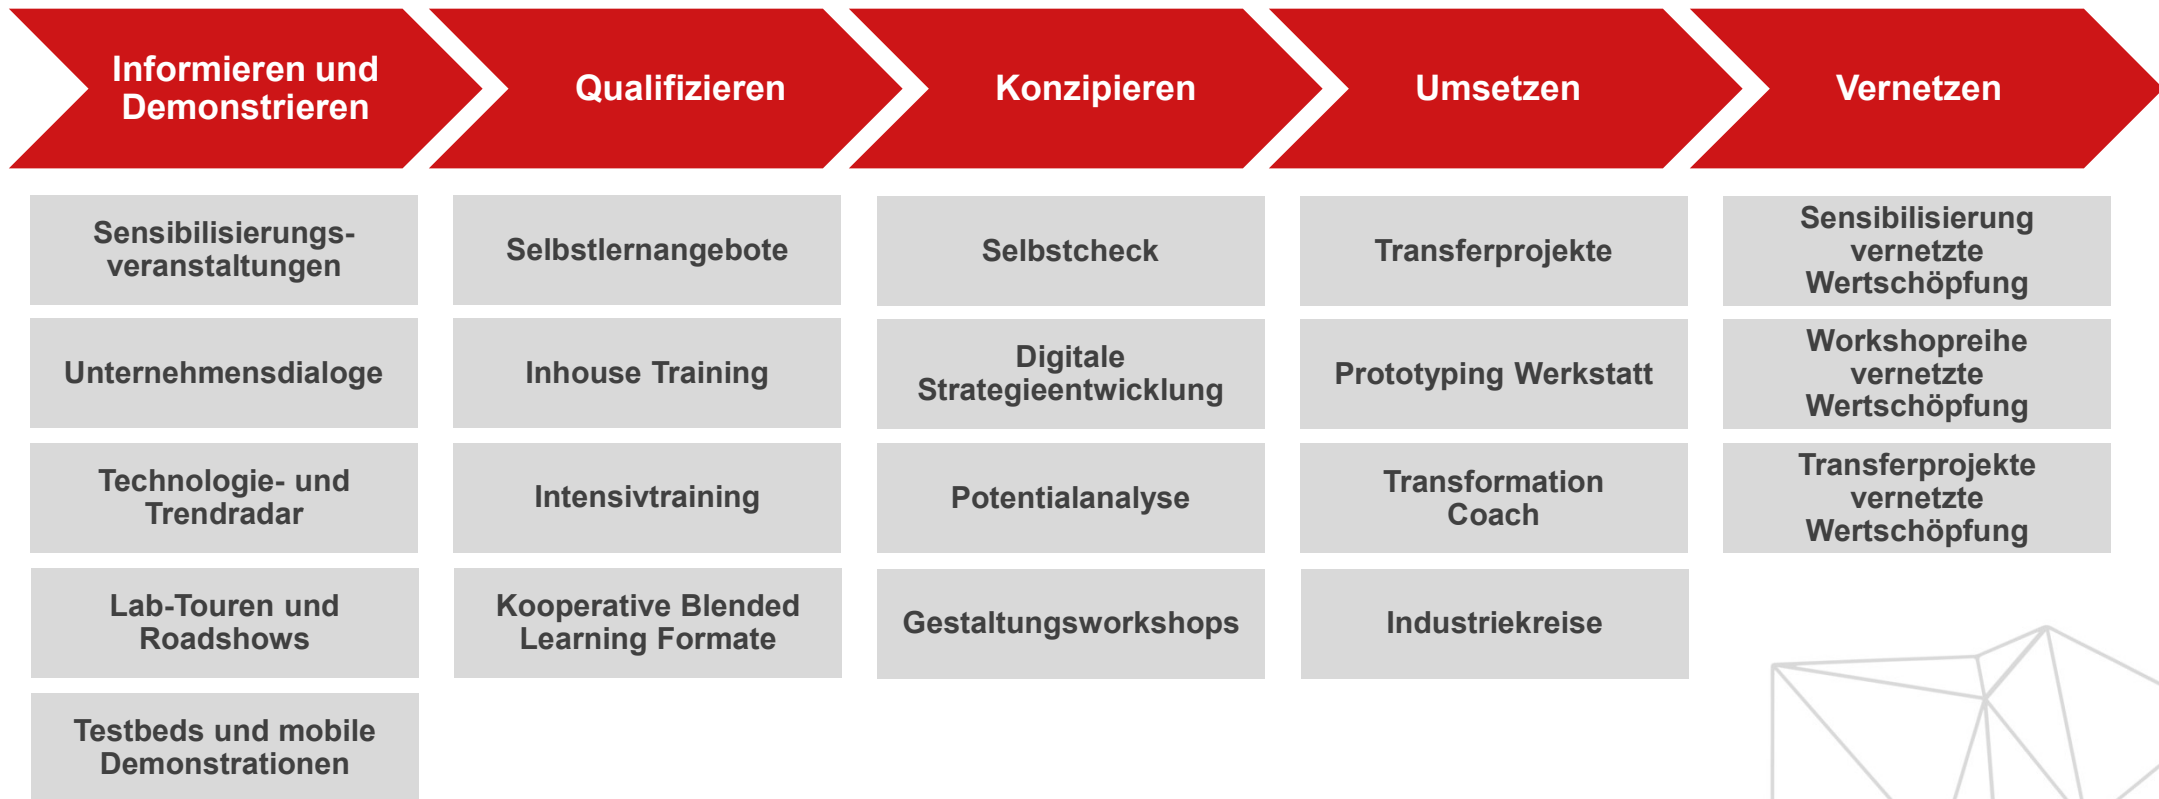 Informieren und
Demonstrieren
Qualifizieren
Konzipieren
Umsetzen
Vernetzen
Sensibilisierungs-
veranstaltungen
Unternehmensdialoge
Technologie- und
Trendradar
Lab-Touren und
Roadshows
Testbeds und mobile
Demonstrationen
Selbstlernangebote
Inhouse Training
Intensivtraining
Kooperative Blended
Learning Formate
Selbstcheck
Digitale
Strategieentwicklung
Potentialanalyse
Gestaltungsworkshops
Transferprojekte
Prototyping Werkstatt
Transformation
Coach
Industriekreise
Sensibilisierung
vernetzte
Wertschöpfung
Workshopreihe
vernetzte
Wertschöpfung
Transferprojekte
vernetzte
Wertschöpfung